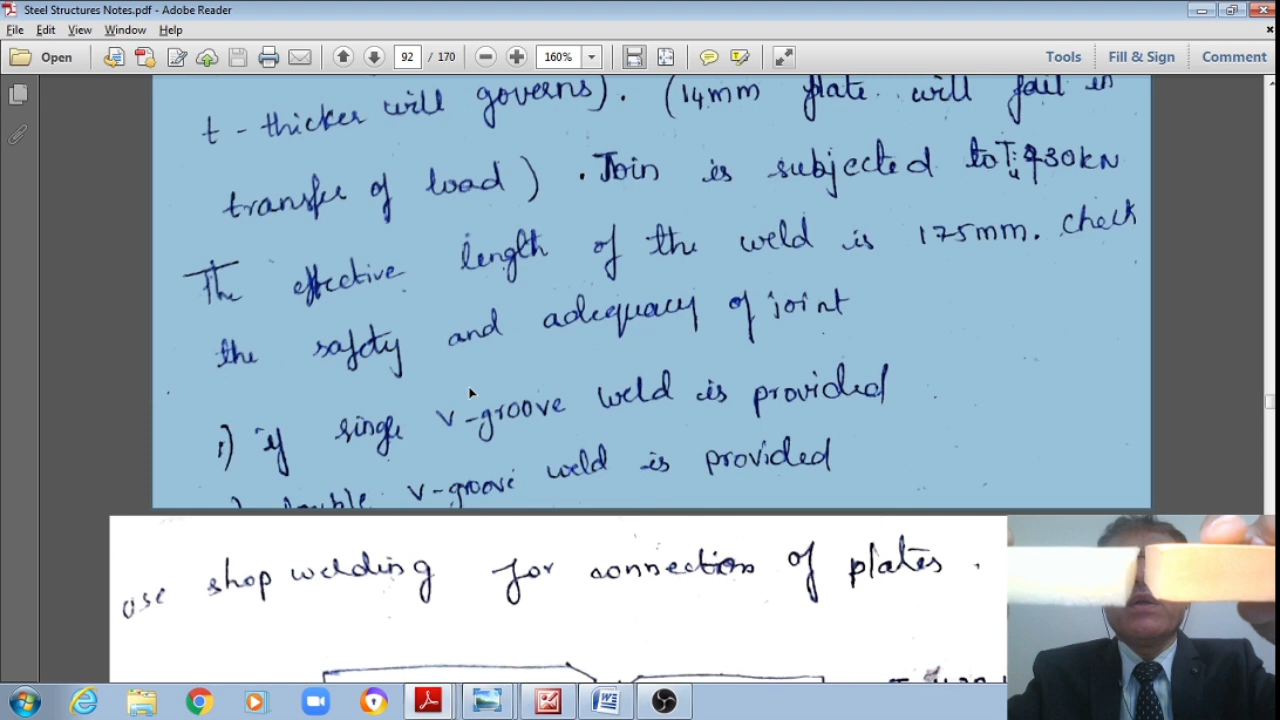 Steel Structures Notes.pdf - Adobe Reader
File Edit View Window Help
Open 92 / 170 160% Tools Fill & Sign Comment
t - thicker will governs). (14mm plate will fail in
transfer of load) . Join is subjected to 430kN
The effective length of the weld is 175mm. check
the safty and adequacy of joint
i) if single v-groove weld is provided
double v-groove weld is provided
use shop welding for connection of plates .